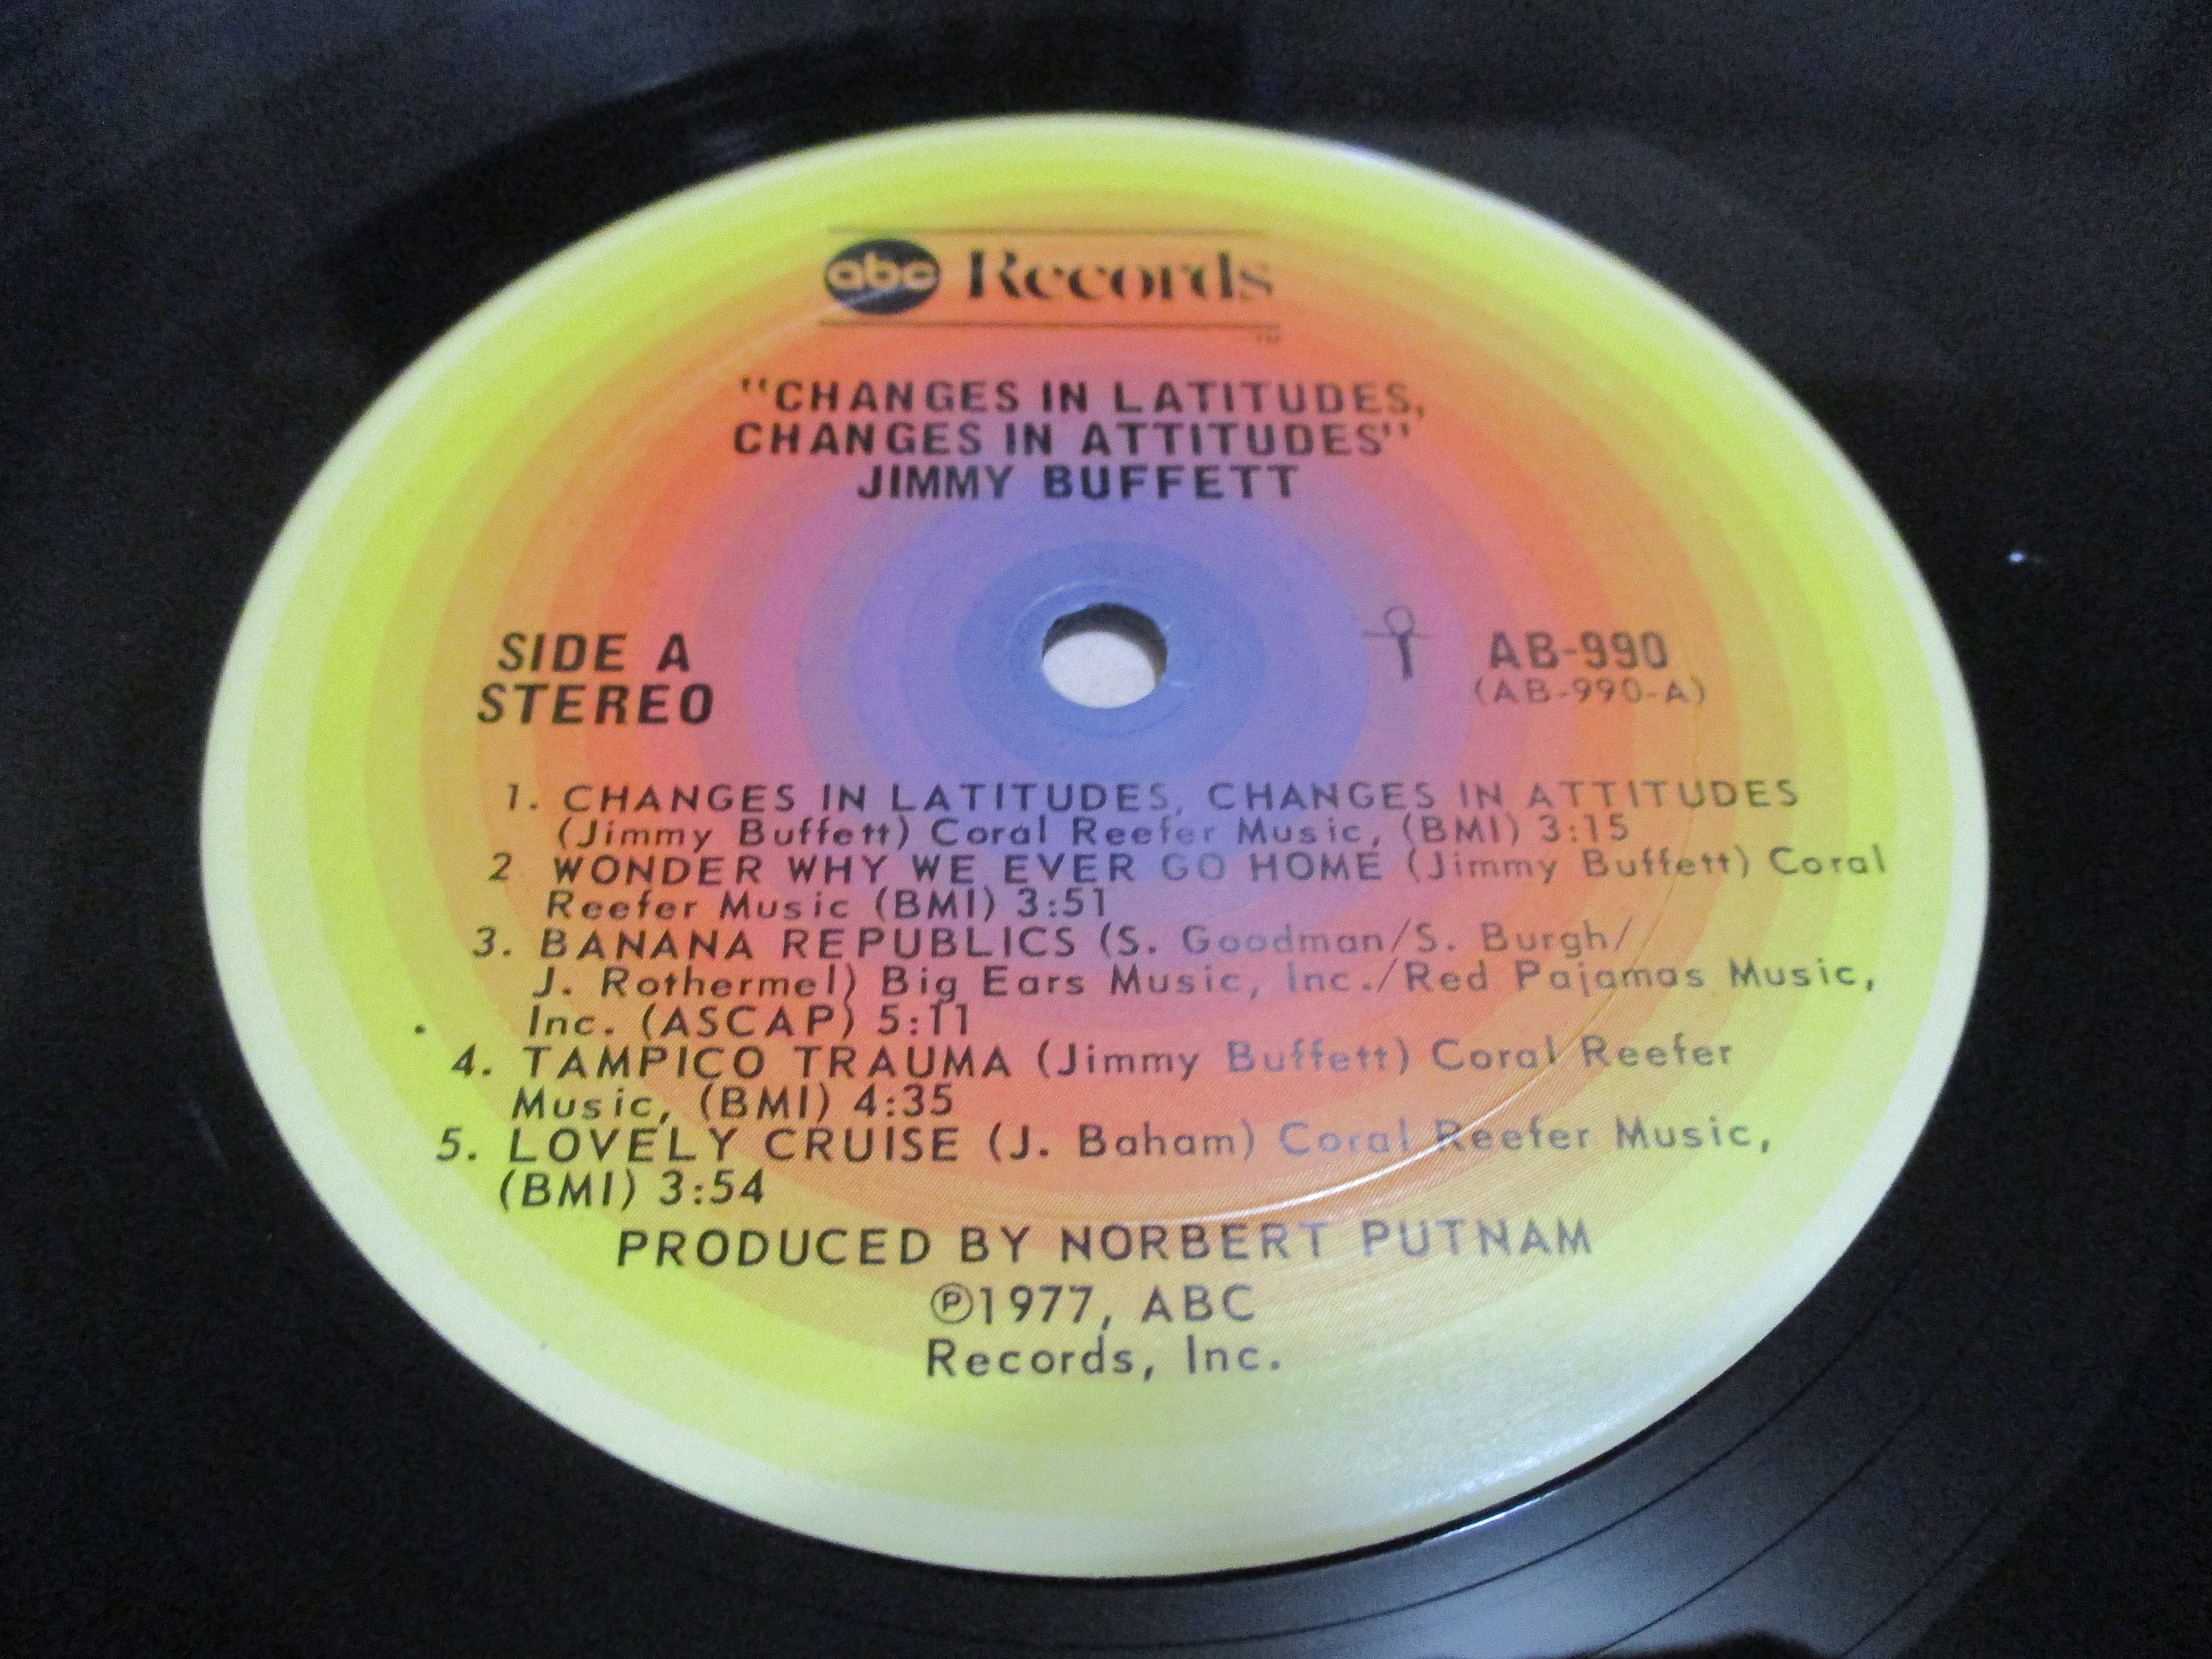 abc Records
TM
"CHANGES IN LATITUDES,
CHANGES IN ATTITUDES"
JIMMY BUFFETT
SIDE A
STEREO
AB-990
(AB-990-A)
1. CHANGES IN LATITUDES, CHANGES IN ATTITUDES
(Jimmy Buffett) Coral Reefer Music, (BMI) 3:15
2 WONDER WHY WE EVER GO HOME (Jimmy Buffett) Coral
Reefer Music (BMI) 3:51
3. BANANA REPUBLICS (S. Goodman/S. Burgh/
J. Rothermel) Big Ears Music, Inc./Red Pajamas Music,
Inc. (ASCAP) 5:11
4. TAMPICO TRAUMA (Jimmy Buffett) Coral Reefer
Music, (BMI) 4:35
5. LOVELY CRUISE (J. Baham) Coral Reefer Music,
(BMI) 3:54
PRODUCED BY NORBERT PUTNAM
℗1977, ABC
Records, Inc.